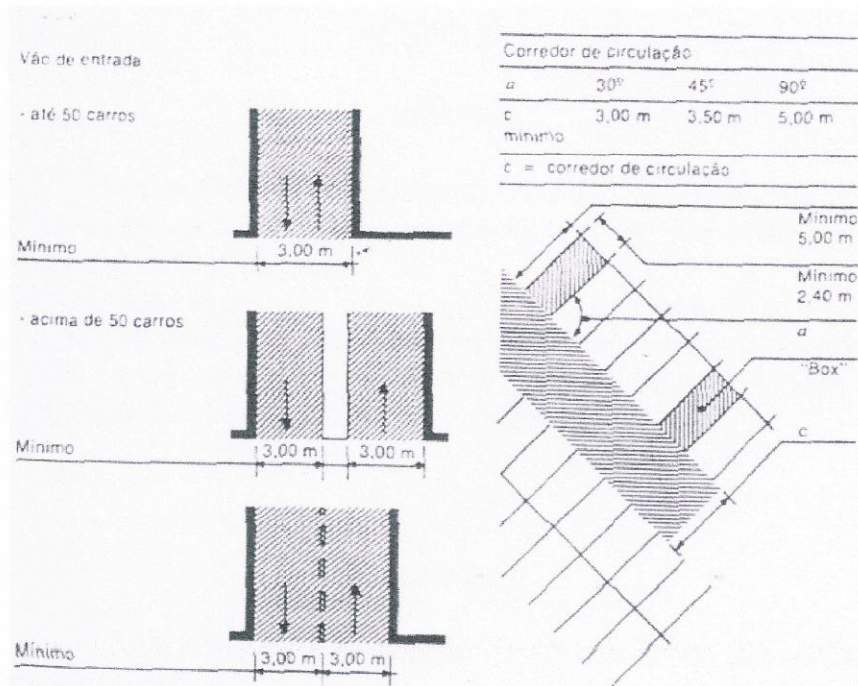 Vão de entrada
- até 50 carros
Mínimo
3,00 m
- acima de 50 carros
Mínimo
3,00 m 3,00 m
Mínimo
3,00 m 3,00 m
Corredor de circulação
a 30º 45º 90º
c 3,00 m 3,50 m 5,00 m
mínimo
c = corredor de circulação
Mínimo
5,00 m
Mínimo
2,40 m
a
"Box"
c